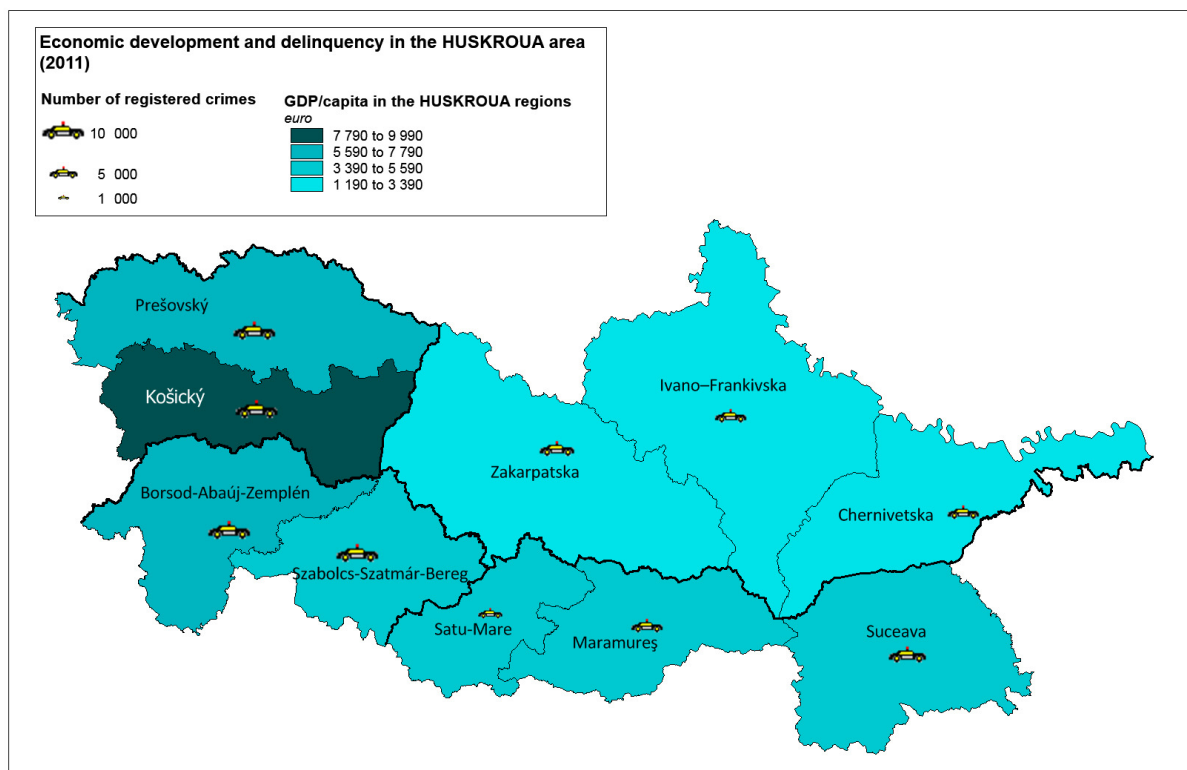 Economic development and delinquency in the HUSKROUA area
(2011)
Number of registered crimes
10 000
5 000
1 000
GDP/capita in the HUSKROUA regions
euro
7 790 to 9 990
5 590 to 7 790
3 390 to 5 590
1 190 to 3 390
Prešovský
Košický
Ivano–Frankivska
Zakarpatska
Borsod-Abaúj-Zemplén
Chernivetska
Szabolcs-Szatmár-Bereg
Satu-Mare
Maramureş
Suceava